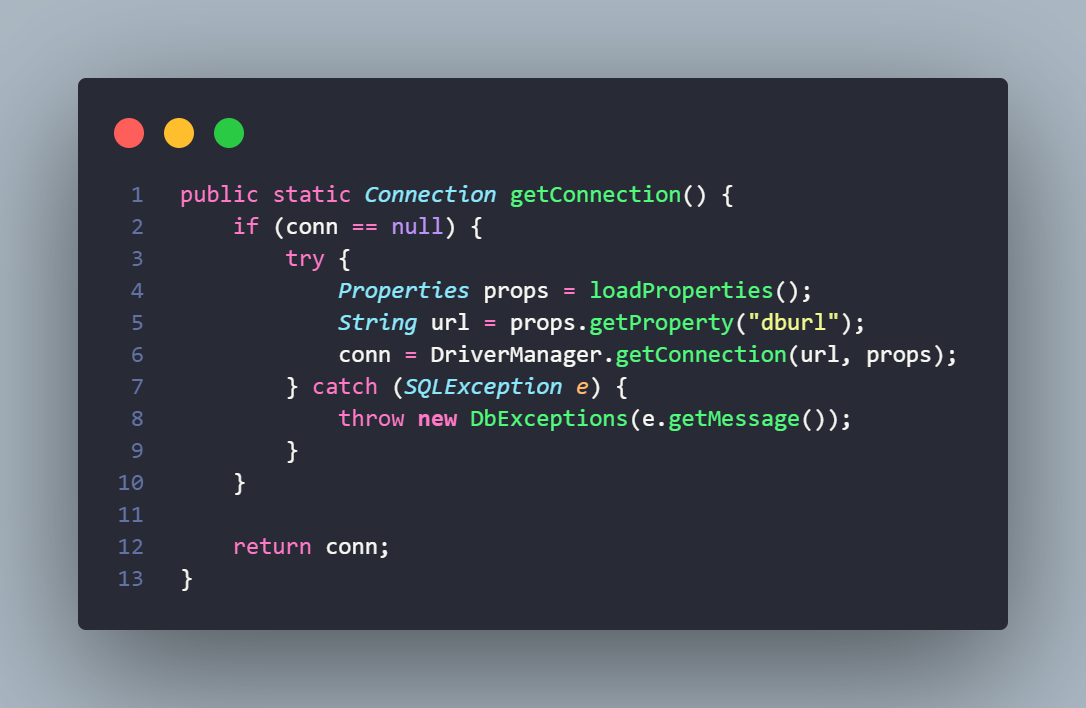 1 public static Connection getConnection() {
2     if (conn == null) {
3         try {
4             Properties props = loadProperties();
5             String url = props.getProperty("dburl");
6             conn = DriverManager.getConnection(url, props);
7         } catch (SQLException e) {
8             throw new DbExceptions(e.getMessage());
9         }
10     }
11
12     return conn;
13 }